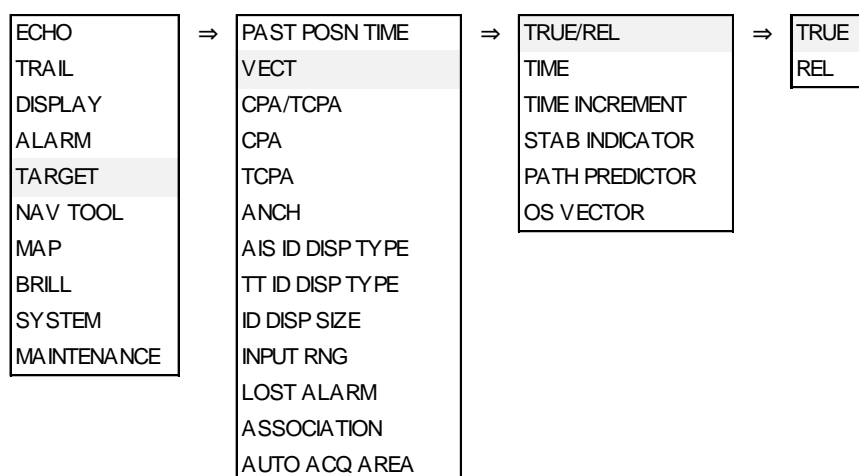 ECHO ⇒ PAST POSN TIME ⇒ TRUE/REL ⇒ TRUE
TRAIL VECT TIME REL
DISPLAY CPA/TCPA TIME INCREMENT
ALARM CPA STAB INDICATOR
TARGET TCPA PATH PREDICTOR
NAV TOOL ANCH OS VECTOR
MAP AIS ID DISP TYPE
BRILL TT ID DISP TYPE
SYSTEM ID DISP SIZE
MAINTENANCE INPUT RNG
LOST ALARM
ASSOCIATION
AUTO ACQ AREA